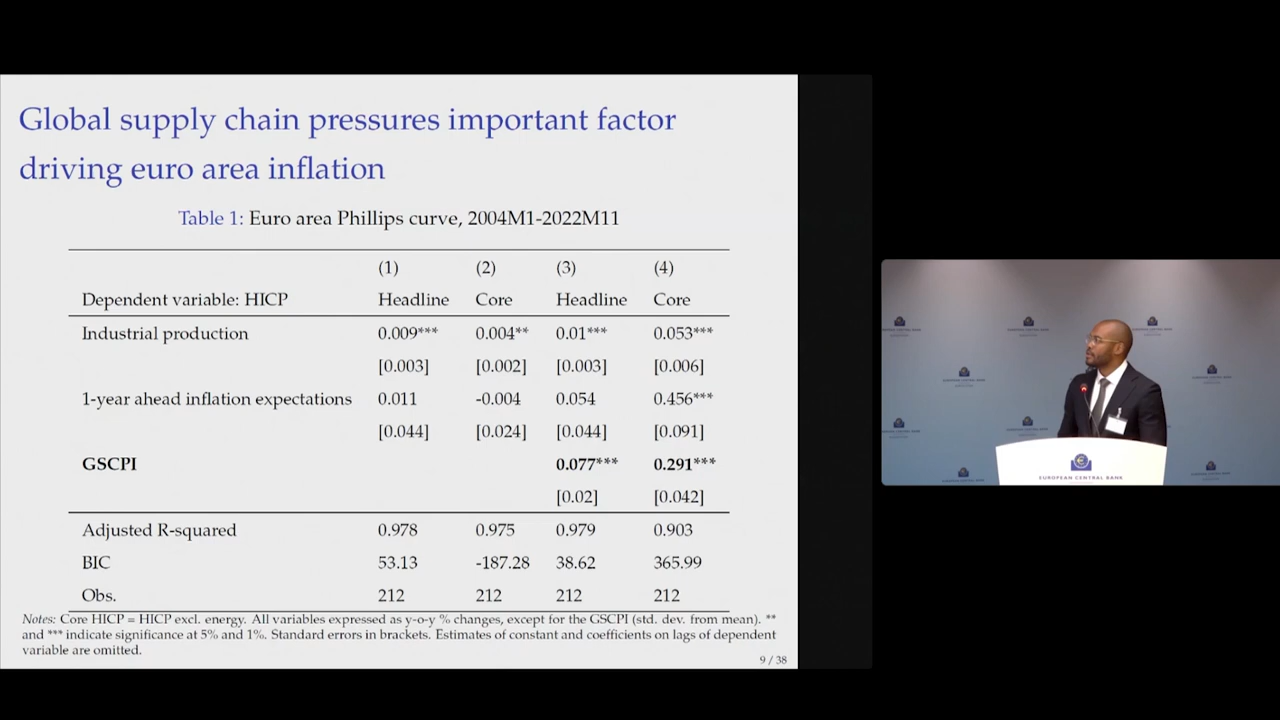 Global supply chain pressures important factor
driving euro area inflation
Table 1: Euro area Phillips curve, 2004M1-2022M11
(1) (2) (3) (4)
Dependent variable: HICP Headline Core Headline Core
Industrial production 0.009*** 0.004** 0.01*** 0.053***
[0.003] [0.002] [0.003] [0.006]
1-year ahead inflation expectations 0.011 -0.004 0.054 0.456***
[0.044] [0.024] [0.044] [0.091]
GSCPI 0.077*** 0.291***
[0.02] [0.042]
Adjusted R-squared 0.978 0.975 0.979 0.903
BIC 53.13 -187.28 38.62 365.99
Obs. 212 212 212 212
Notes: Core HICP = HICP excl. energy. All variables expressed as y-o-y % changes, except for the GSCPI (std. dev. from mean). **
and *** indicate significance at 5% and 1%. Standard errors in brackets. Estimates of constant and coefficients on lags of dependent
variable are omitted.
9 / 38
EUROPEAN CENTRAL BANK